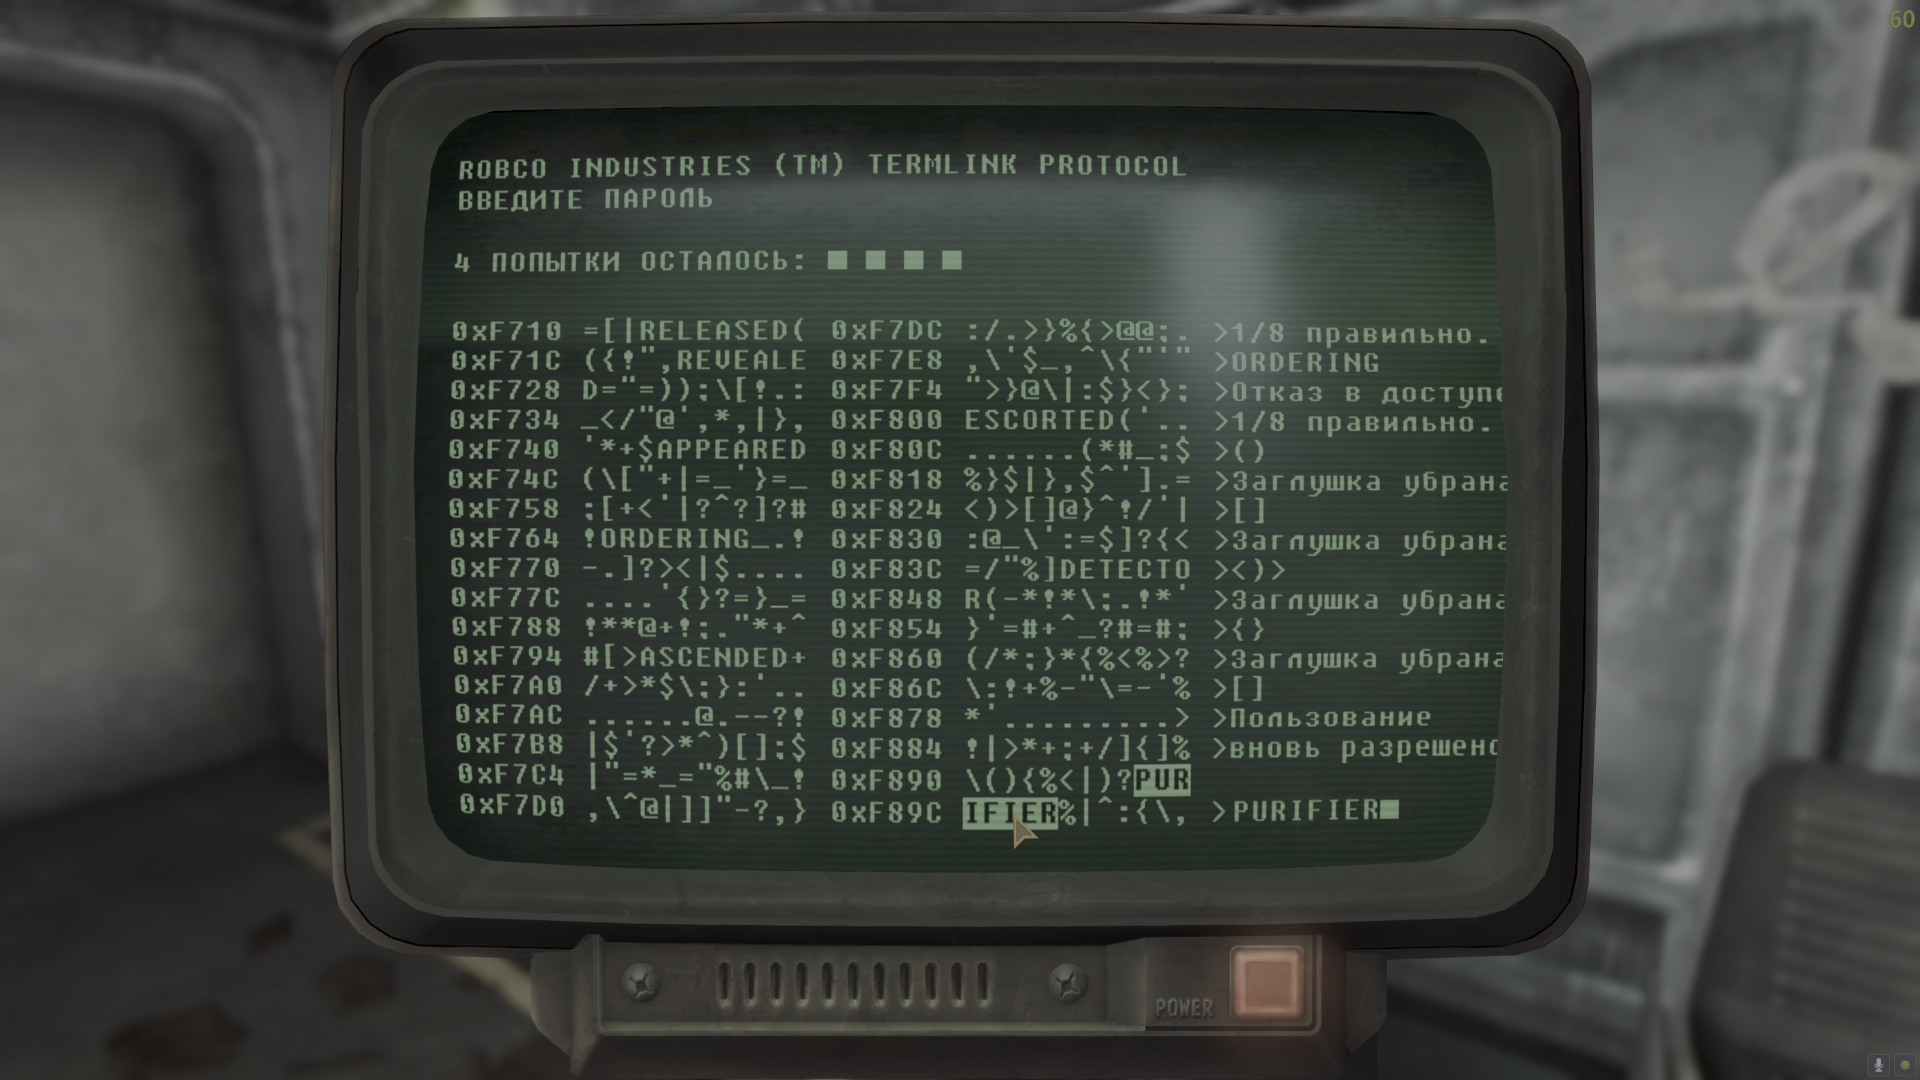 60
ROBCO INDUSTRIES (TM) TERMLINK PROTOCOL
ВВЕДИТЕ ПАРОЛЬ
4 ПОПЫТКИ ОСТАЛОСЬ: ■ ■ ■ ■
0xF710 =[|RELEASED( 0xF7DC :/.>}%{>@@;. >1/8 правильно.
0xF71C ({!",REVEALE 0xF7E8 ,\'$_,^\{"'" >ORDERING
0xF728 D="=));\[!.: 0xF7F4 ">}@\|:$}<}; >Отказ в доступе
0xF734 _</"@',*,|}, 0xF800 ESCORTED('.. >1/8 правильно.
0xF740 '*+$APPEARED 0xF80C ......(*#_;$ >()
0xF74C (\["+|=_'}=_ 0xF818 %}$|},$^'].= >Заглушка убрана
0xF758 ;[+<'|?^?]?# 0xF824 <)>[]@}^!/'| >[]
0xF764 !ORDERING_.! 0xF830 :@_\':=$]?{< >Заглушка убрана
0xF770 -.]?><|$.... 0xF83C =/"%]DETECTO ><)>
0xF77C ....'{}?=}_= 0xF848 R(-*!*\;.!*' >Заглушка убрана
0xF788 !**@+!;."*+^ 0xF854 }'=#+^_?#=#; >{}
0xF794 #[>ASCENDED+ 0xF860 (/*;}*{%<%>? >Заглушка убрана
0xF7A0 /+>*$\;}:'.. 0xF86C \:!+%-"\=-'% >[]
0xF7AC ......@.--?! 0xF878 *'.........> >Пользование
0xF7B8 |$'?>*^)[];$ 0xF884 !|>*+;+/]{]% >вновь разрешено
0xF7C4 |"=*_="%#\_! 0xF890 \(){%<|)?PUR
0xF7D0 ,\^@|]]"-?,} 0xF89C IFIER%|^:{\, >PURIFIER■
POWER